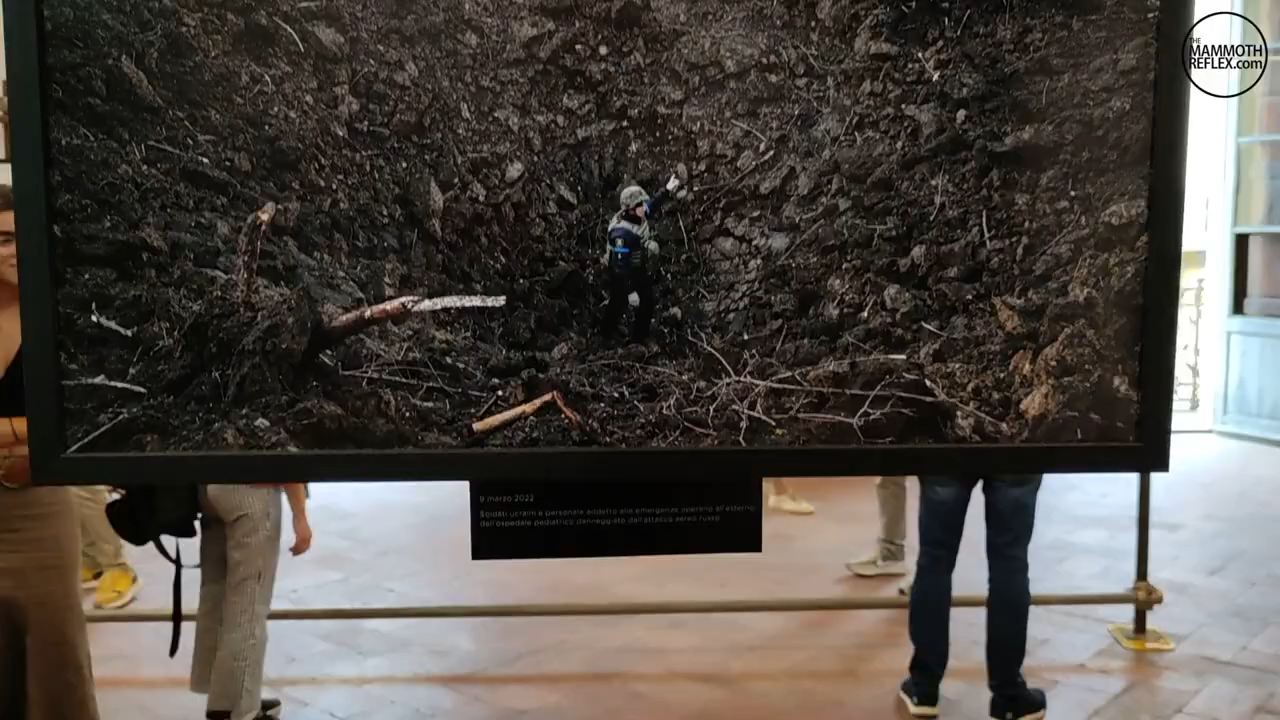 THE
MAMMOTH
REFLEX.com
9 marzo 2022
Soldati ucraini e personale addetto alle emergenze operano all'esterno
dell'ospedale pediatrico danneggiato dall'attacco aereo russo